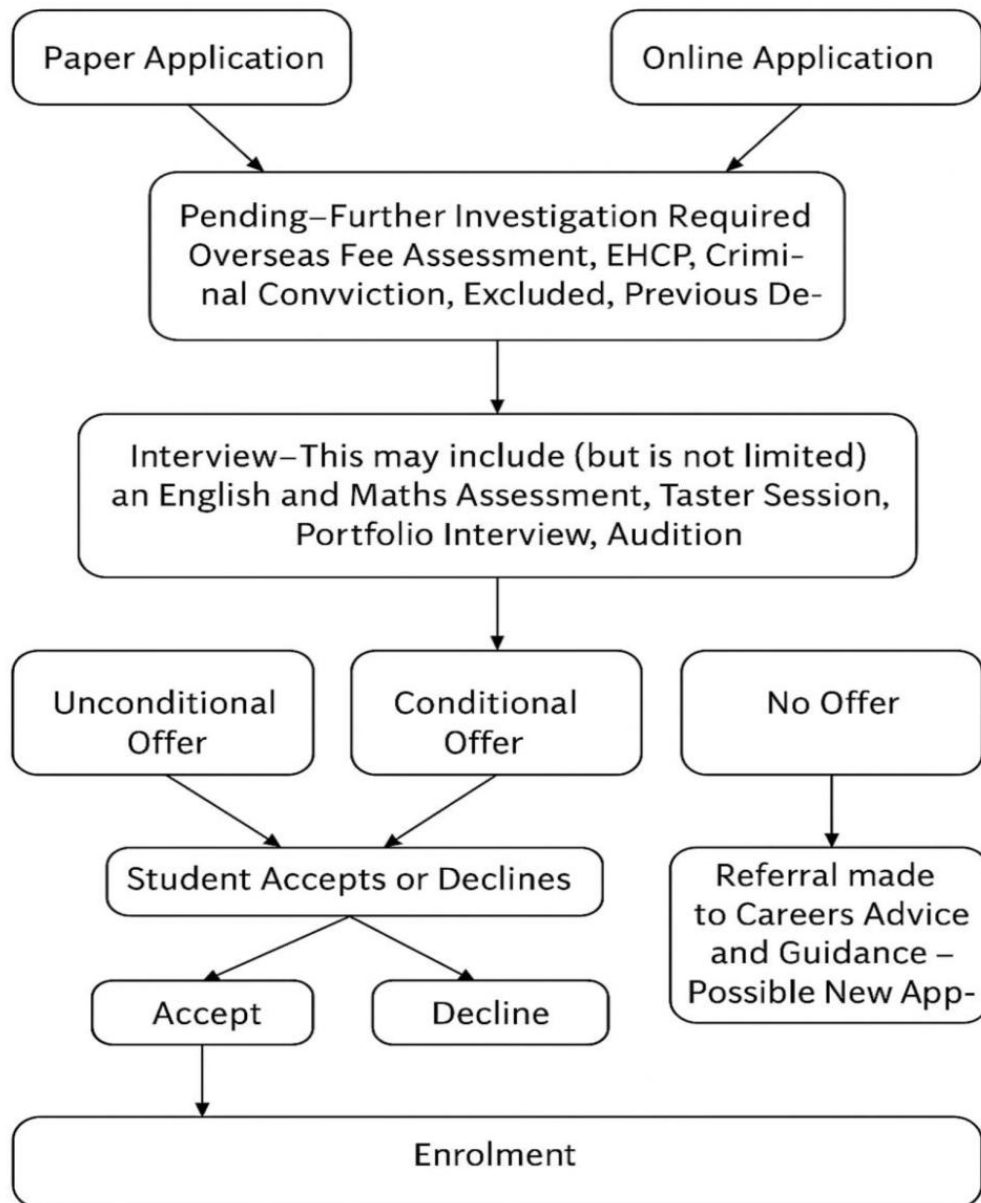 Paper Application
Online Application
Pending–Further Investigation Required
Overseas Fee Assessment, EHCP, Crimi-
nal Convviction, Excluded, Previous De-
Interview–This may include (but is not limited)
an English and Maths Assessment, Taster Session,
Portfolio Interview, Audition
Unconditional
Offer
Conditional
Offer
No Offer
Student Accepts or Declines
Referral made
to Careers Advice
and Guidance –
Possible New App-
Accept
Decline
Enrolment